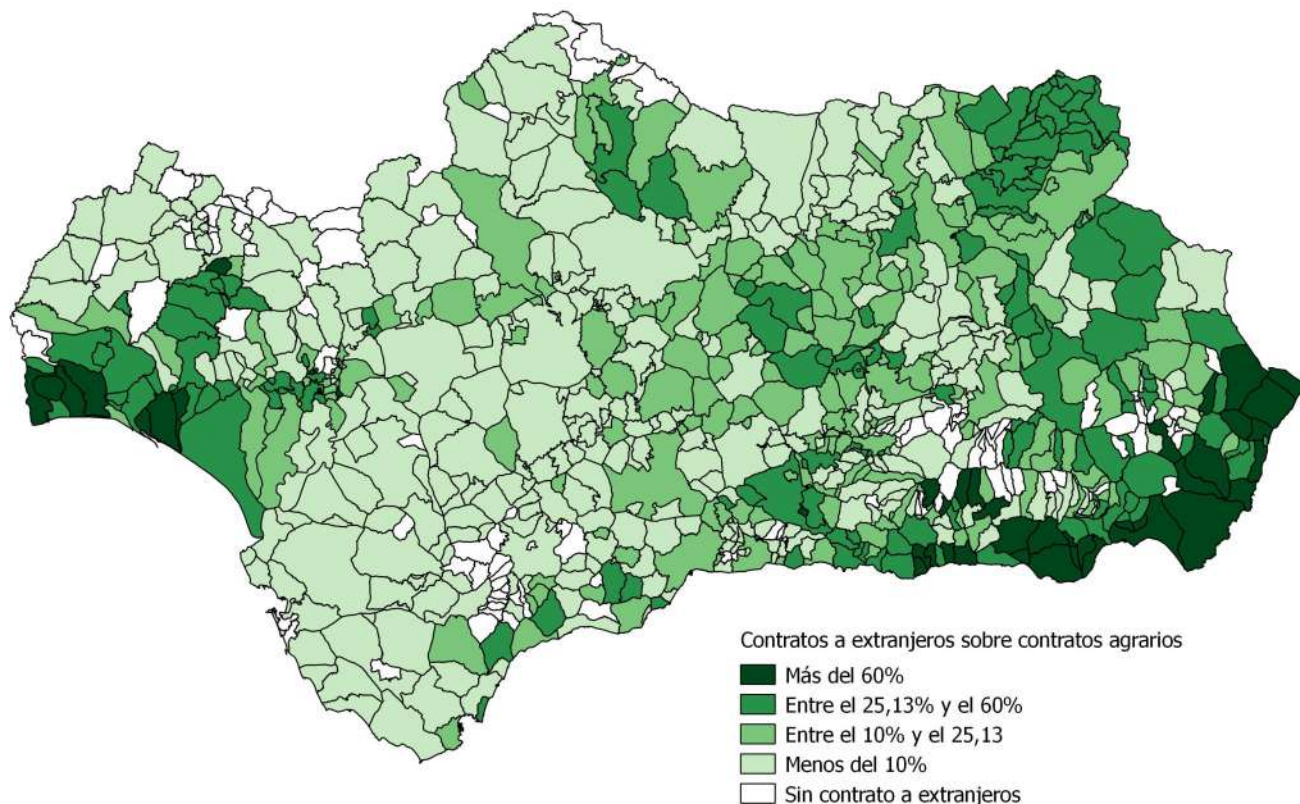 Contratos a extranjeros sobre contratos agrarios
Más del 60%
Entre el 25,13% y el 60%
Entre el 10% y el 25,13
Menos del 10%
Sin contrato a extranjeros